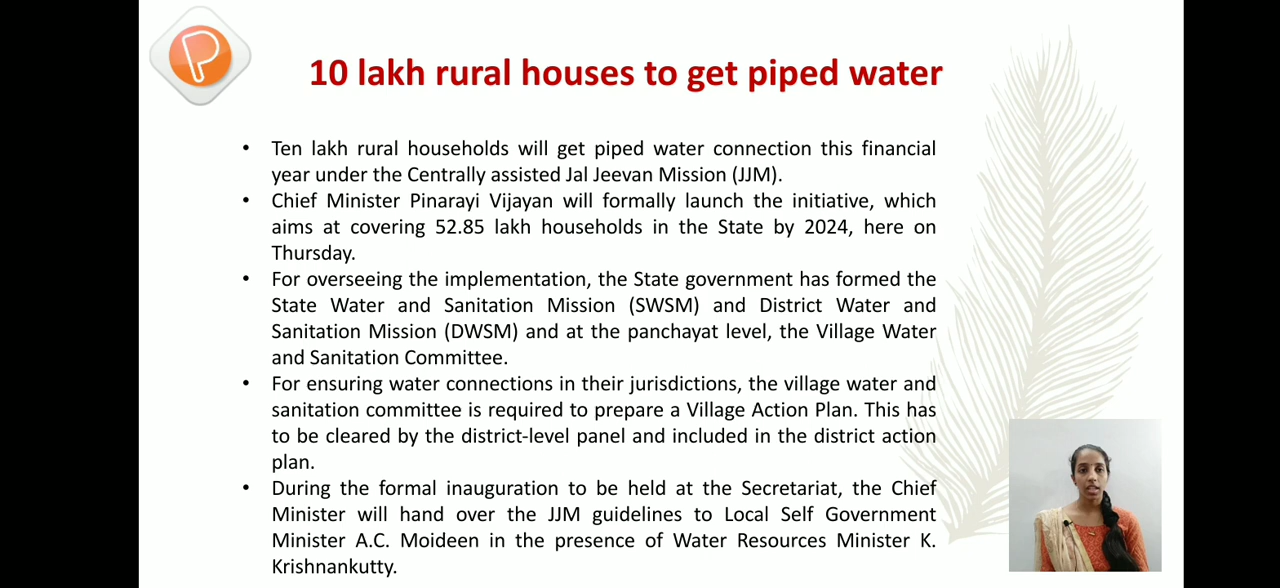 10 lakh rural houses to get piped water
• Ten lakh rural households will get piped water connection this financial
year under the Centrally assisted Jal Jeevan Mission (JJM).
• Chief Minister Pinarayi Vijayan will formally launch the initiative, which
aims at covering 52.85 lakh households in the State by 2024, here on
Thursday.
• For overseeing the implementation, the State government has formed the
State Water and Sanitation Mission (SWSM) and District Water and
Sanitation Mission (DWSM) and at the panchayat level, the Village Water
and Sanitation Committee.
• For ensuring water connections in their jurisdictions, the village water and
sanitation committee is required to prepare a Village Action Plan. This has
to be cleared by the district-level panel and included in the district action
plan.
• During the formal inauguration to be held at the Secretariat, the Chief
Minister will hand over the JJM guidelines to Local Self Government
Minister A.C. Moideen in the presence of Water Resources Minister K.
Krishnankutty.